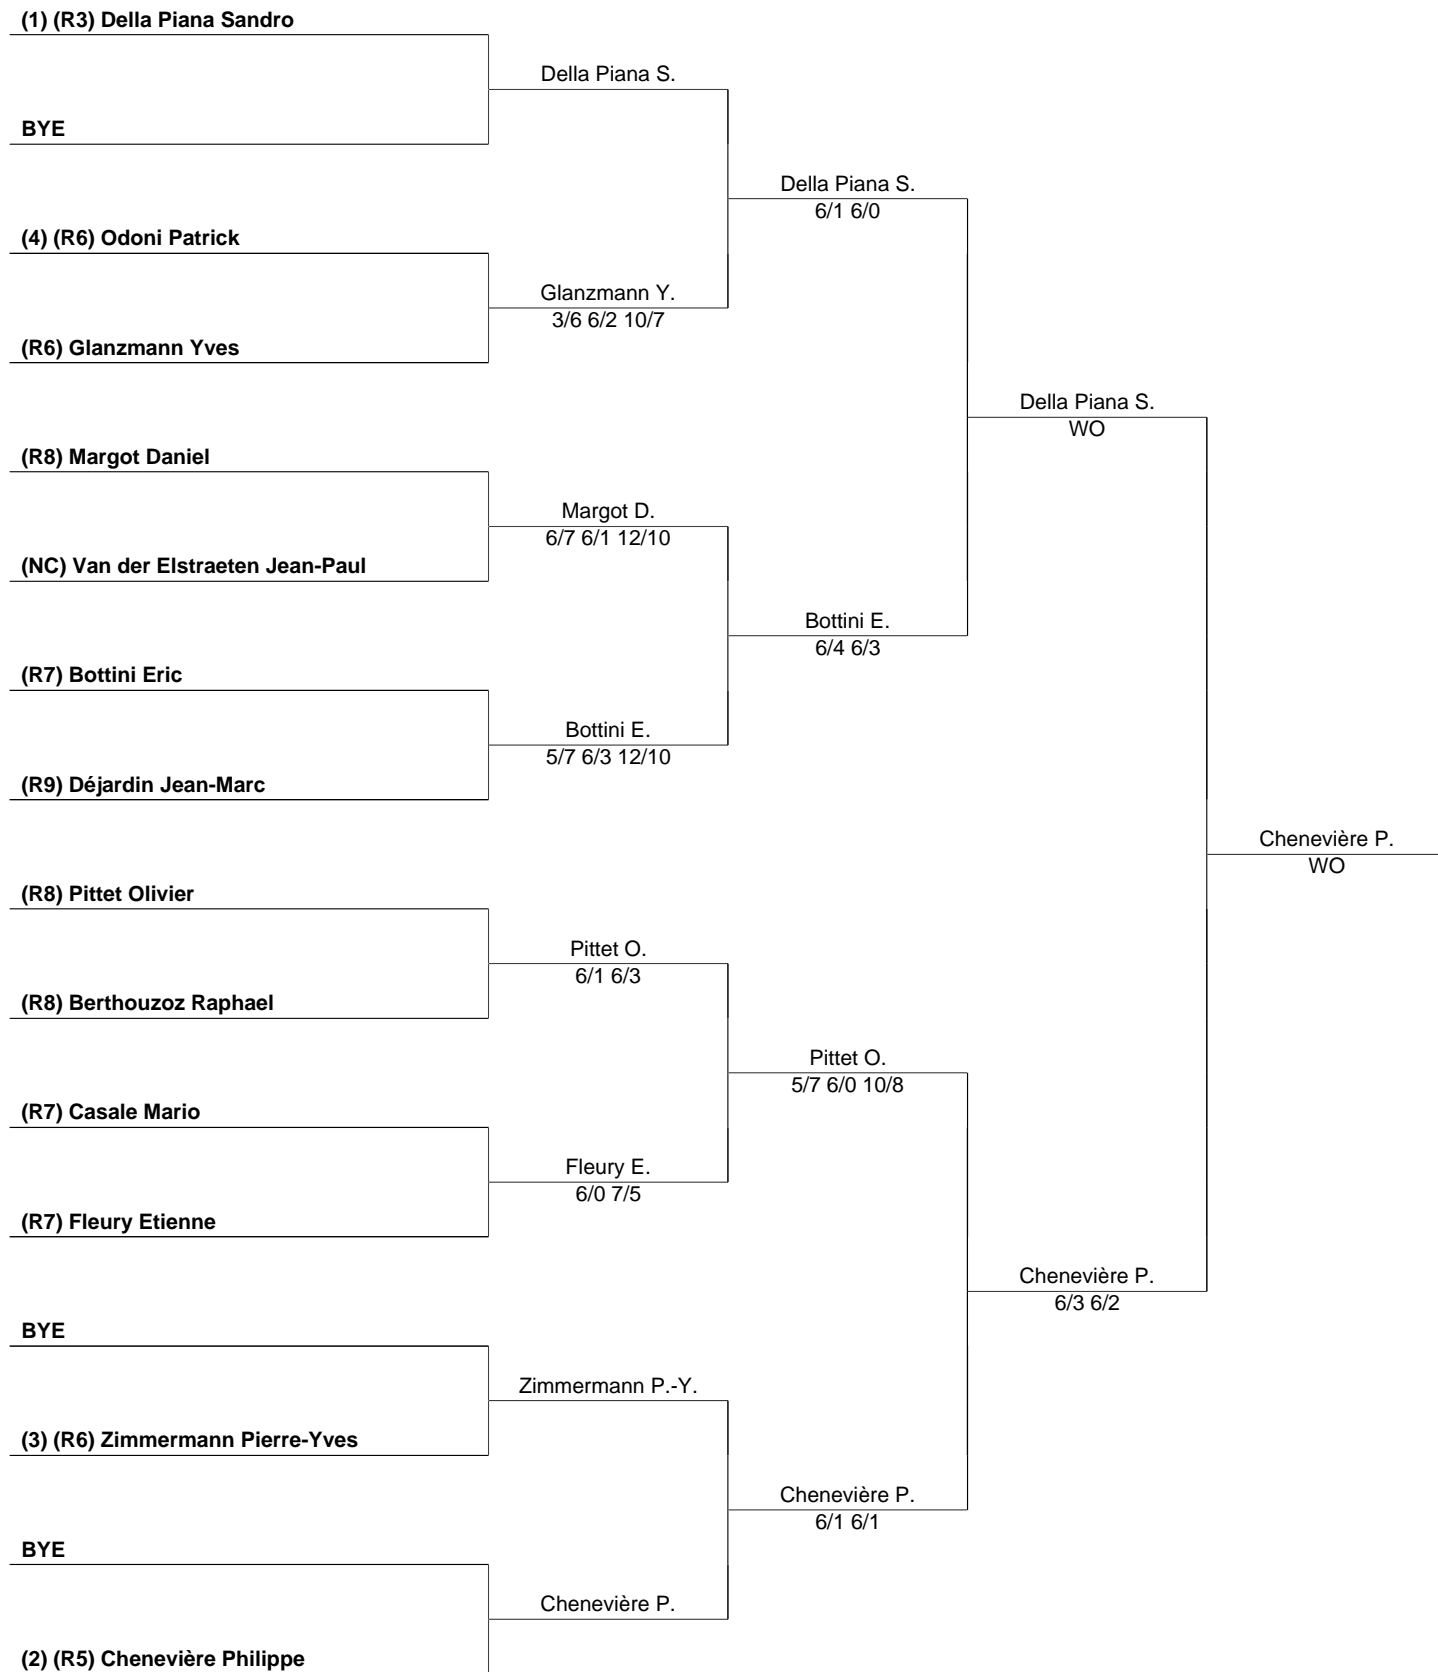 (1) (R3) Della Piana Sandro
Della Piana S.
BYE
Della Piana S.
6/1 6/0
(4) (R6) Odoni Patrick
Glanzmann Y.
3/6 6/2 10/7
(R6) Glanzmann Yves
Della Piana S.
WO
(R8) Margot Daniel
Margot D.
6/7 6/1 12/10
(NC) Van der Elstraeten Jean-Paul
Bottini E.
6/4 6/3
(R7) Bottini Eric
Bottini E.
5/7 6/3 12/10
(R9) Déjardin Jean-Marc
Chenevière P.
WO
(R8) Pittet Olivier
Pittet O.
6/1 6/3
(R8) Berthouzoz Raphael
Pittet O.
5/7 6/0 10/8
(R7) Casale Mario
Fleury E.
6/0 7/5
(R7) Fleury Etienne
Chenevière P.
6/3 6/2
BYE
Zimmermann P.-Y.
(3) (R6) Zimmermann Pierre-Yves
Chenevière P.
6/1 6/1
BYE
Chenevière P.
(2) (R5) Chenevière Philippe